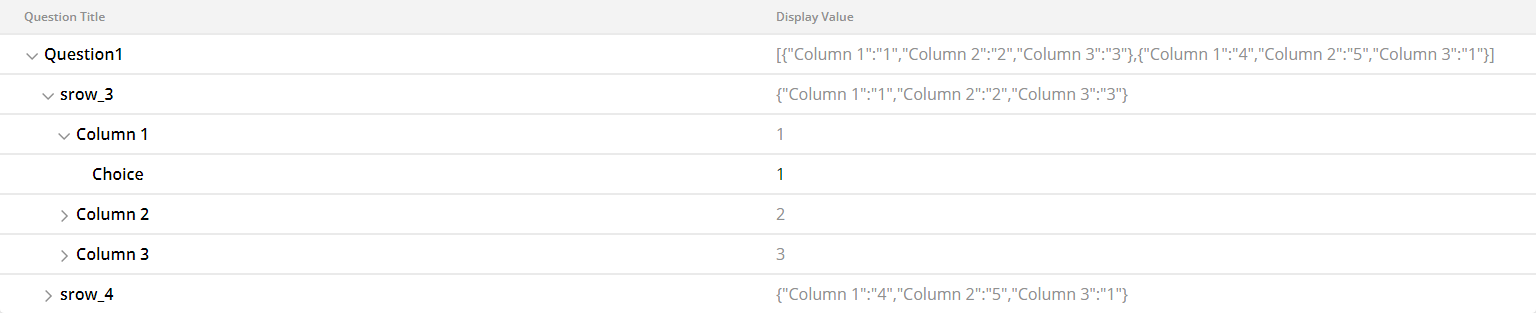 Question Title Display Value
Question1 [{"Column 1":"1","Column 2":"2","Column 3":"3"},{"Column 1":"4","Column 2":"5","Column 3":"1"}]
srow_3 {"Column 1":"1","Column 2":"2","Column 3":"3"}
Column 1 1
Choice 1
Column 2 2
Column 3 3
srow_4 {"Column 1":"4","Column 2":"5","Column 3":"1"}